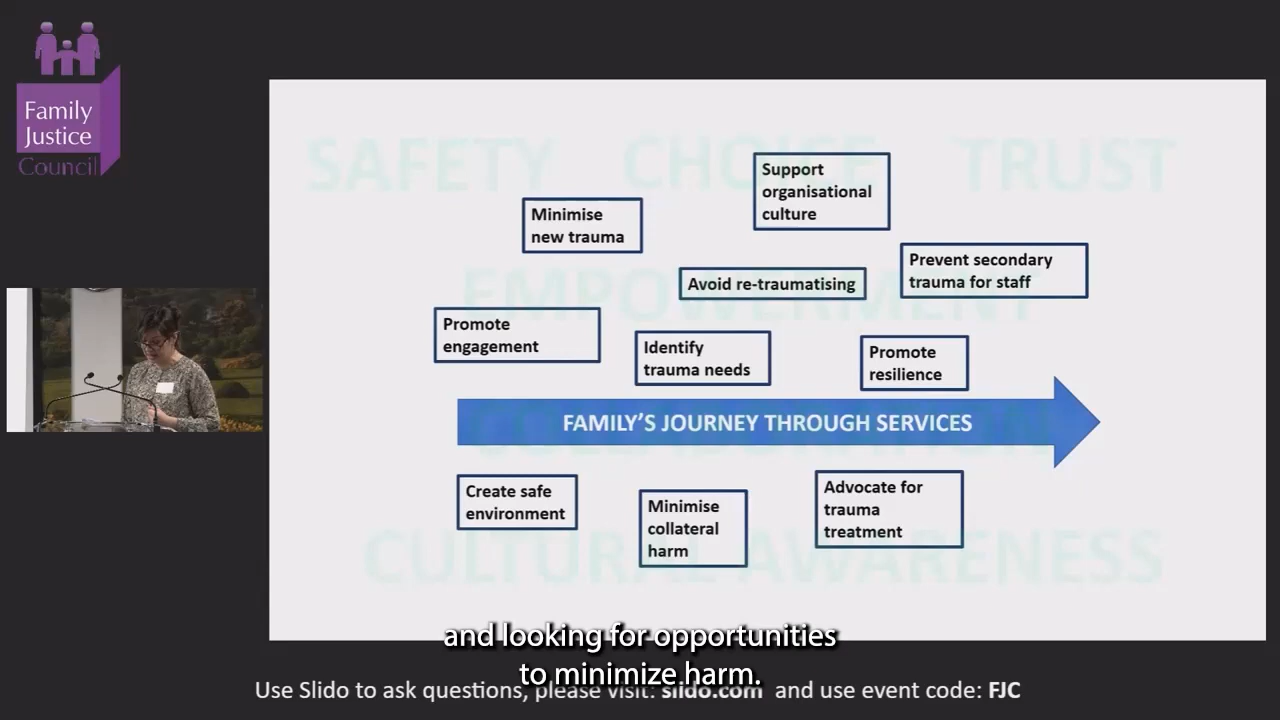 Family
Justice
Council
SAFETY CHOICE TRUST
Support
organisational
culture
Minimise
new trauma
Prevent secondary
trauma for staff
Avoid re-traumatising
EMPOWERMENT
Promote
engagement
Identify
trauma needs
Promote
resilience
FAMILY'S JOURNEY THROUGH SERVICES
COLLABORATION
Create safe
environment
Minimise
collateral
harm
Advocate for
trauma
treatment
CULTURAL AWARENESS
and looking for opportunities
to minimize harm.
Use Slido to ask questions, please visit: slido.com and use event code: FJC